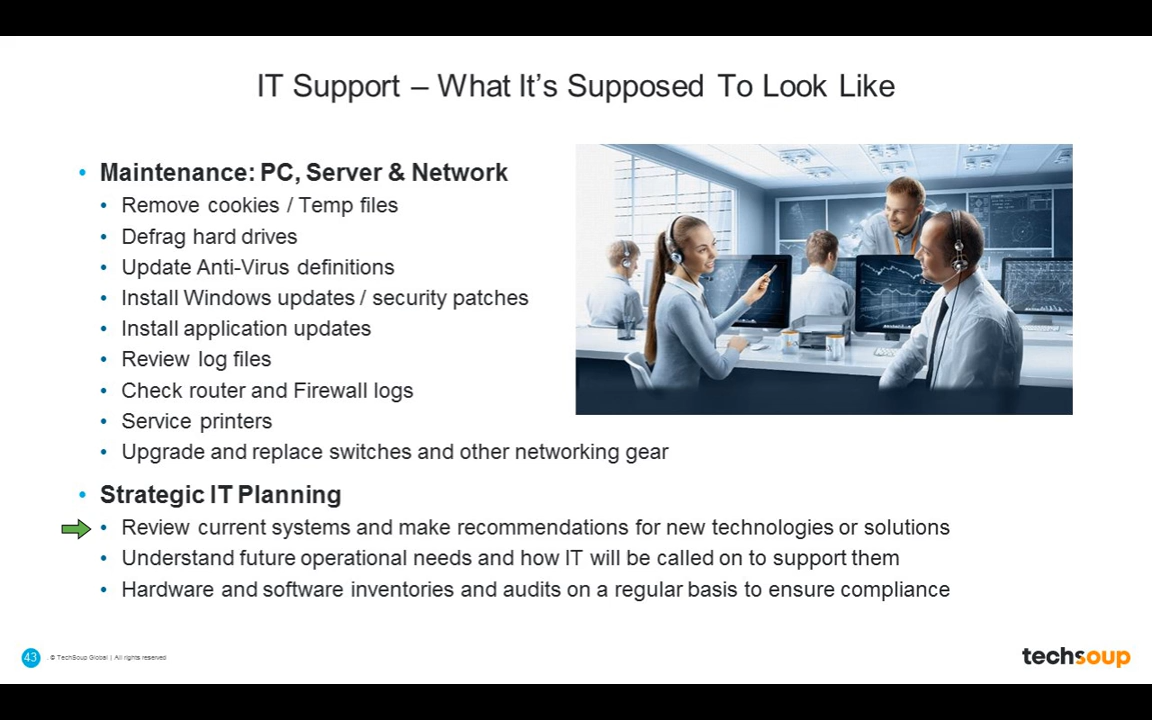 IT Support – What It's Supposed To Look Like
• Maintenance: PC, Server & Network
• Remove cookies / Temp files
• Defrag hard drives
• Update Anti-Virus definitions
• Install Windows updates / security patches
• Install application updates
• Review log files
• Check router and Firewall logs
• Service printers
• Upgrade and replace switches and other networking gear
• Strategic IT Planning
• Review current systems and make recommendations for new technologies or solutions
• Understand future operational needs and how IT will be called on to support them
• Hardware and software inventories and audits on a regular basis to ensure compliance
43 © TechSoup Global | All rights reserved
techsoup